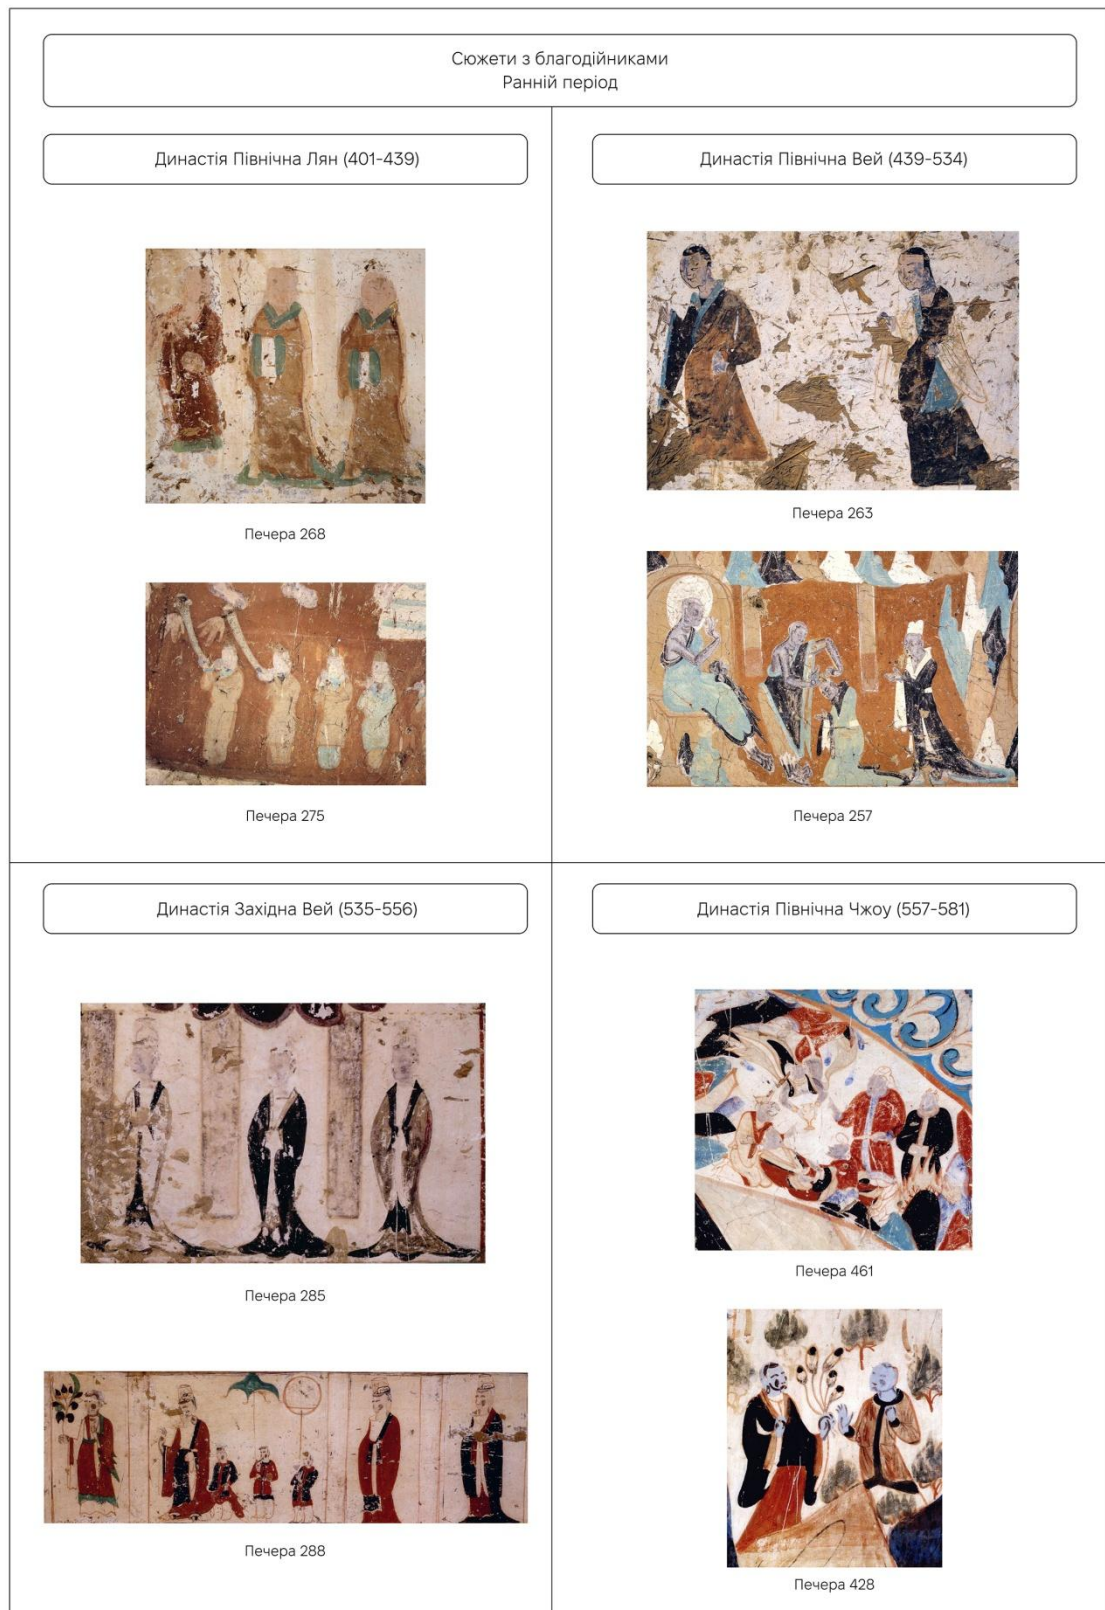 Сюжети з благодійниками
Ранній період
Династія Північна Лян (401-439)
Династія Північна Вей (439-534)
Печера 268
Печера 263
Печера 275
Печера 257
Династія Західна Вей (535-556)
Династія Північна Чжоу (557-581)
Печера 285
Печера 461
Печера 288
Печера 428